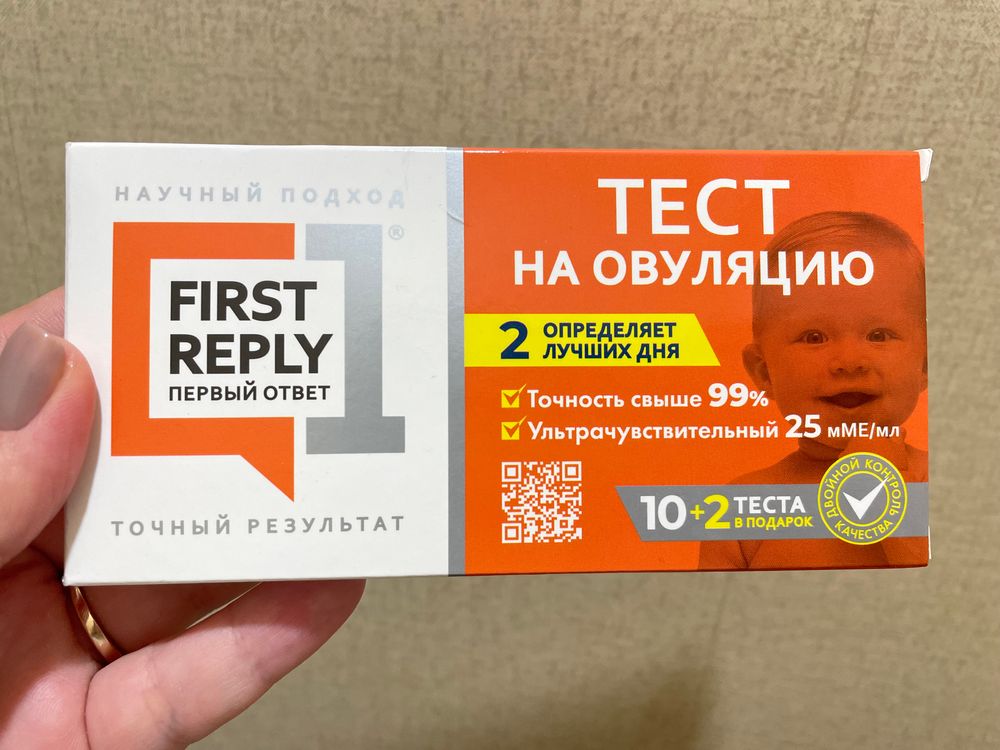 НАУЧНЫЙ ПОДХОД
®
FIRST
REPLY
ПЕРВЫЙ ОТВЕТ
ТОЧНЫЙ РЕЗУЛЬТАТ
ТЕСТ
НА ОВУЛЯЦИЮ
2 ОПРЕДЕЛЯЕТ
ЛУЧШИХ ДНЯ
Точность свыше 99%
Ультрачувствительный 25 мМЕ/мл
10+2 ТЕСТА
В ПОДАРОК
ДВОЙНОЙ КОНТРОЛЬ
КАЧЕСТВА